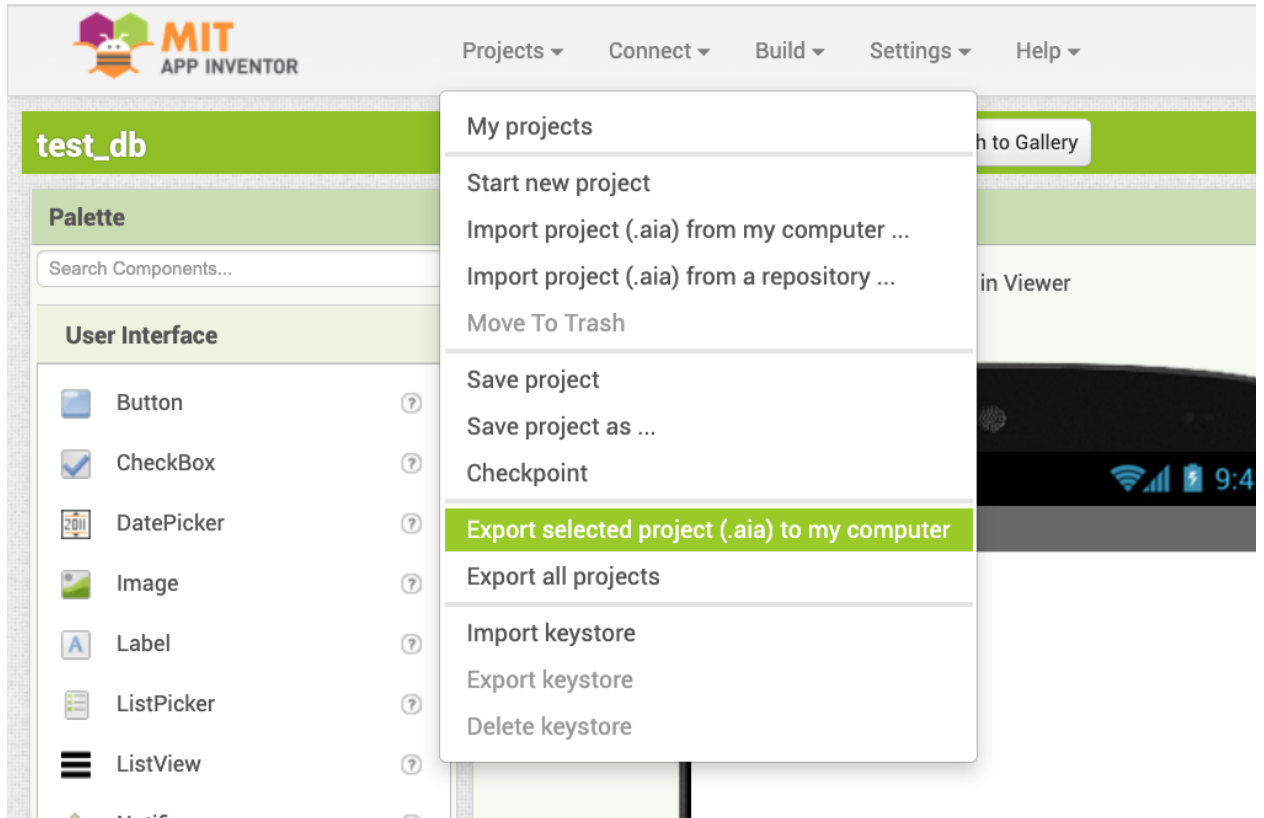 MIT
APP INVENTOR
Projects Connect Build Settings Help
test_db
h to Gallery
My projects
Start new project
Import project (.aia) from my computer ...
Import project (.aia) from a repository ...
Move To Trash
Save project
Save project as ...
Checkpoint
Export selected project (.aia) to my computer
Export all projects
Import keystore
Export keystore
Delete keystore
Palette
Search Components...
User Interface
Button ?
CheckBox ?
2011 DatePicker ?
Image ?
A Label ?
ListPicker ?
ListView ?
in Viewer
9:4